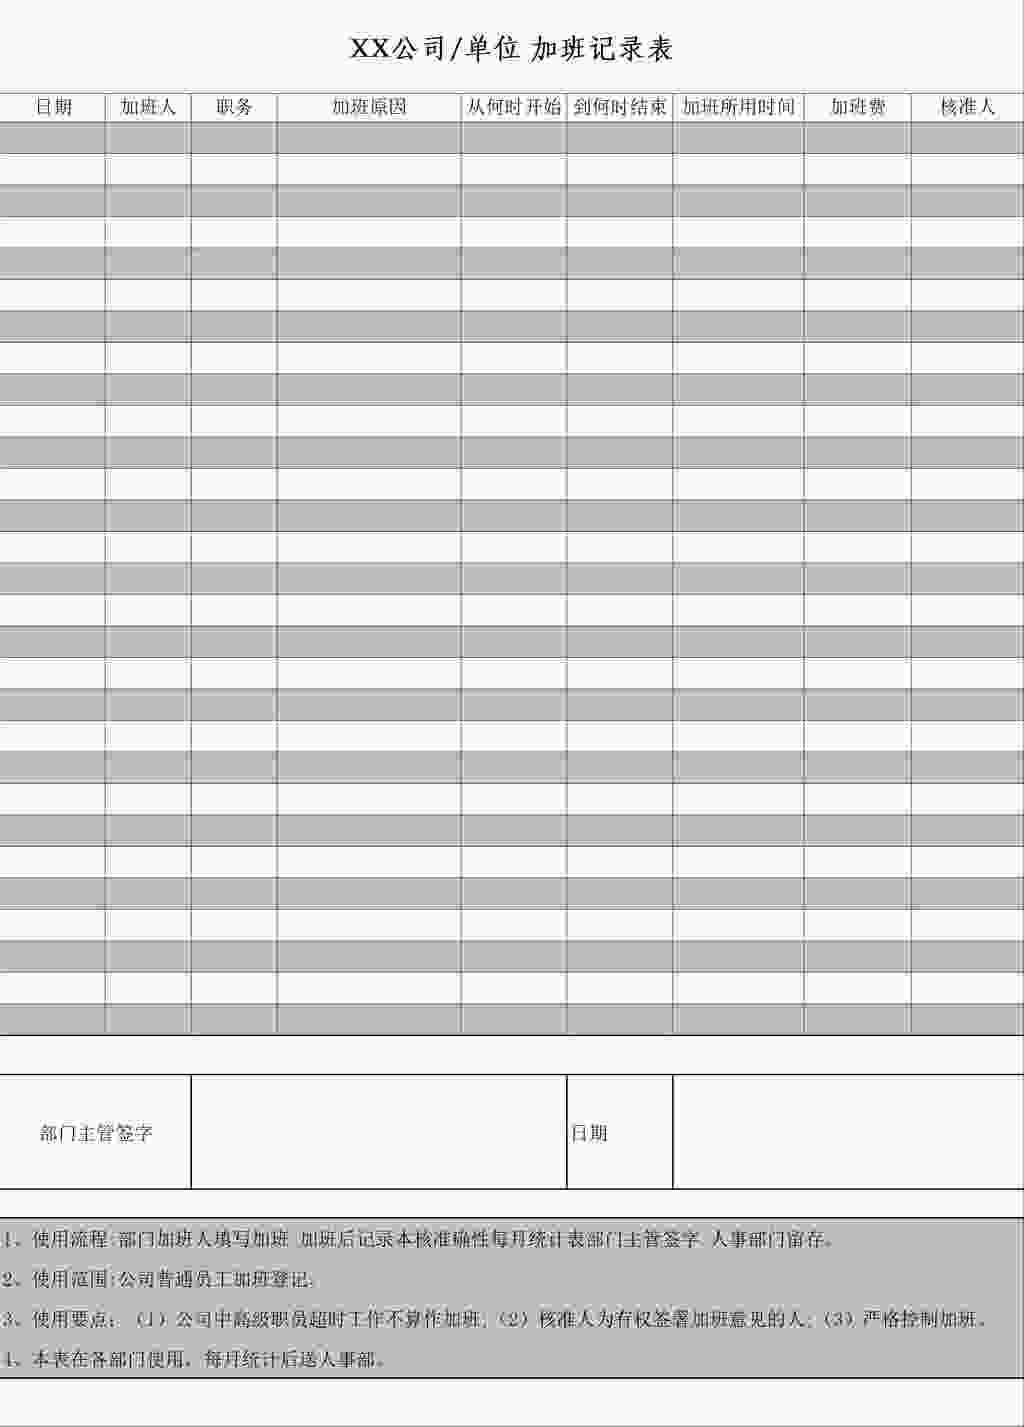 XX公司/单位 加班记录表
日期 加班人 职务 加班原因 从何时开始 到何时结束 加班所用时间 加班费 核准人
部门主管签字 日期
1、使用流程:部门加班人填写加班 加班后记录本核准确性每月统计表部门主管签字 人事部门留存。
2、使用范围:公司普通员工加班登记;
3、使用要点:（1）公司中高级职员超时工作不算作加班;（2）核准人为有权签署加班意见的人;（3）严格控制加班。
4、本表在各部门使用，每月统计后送人事部。